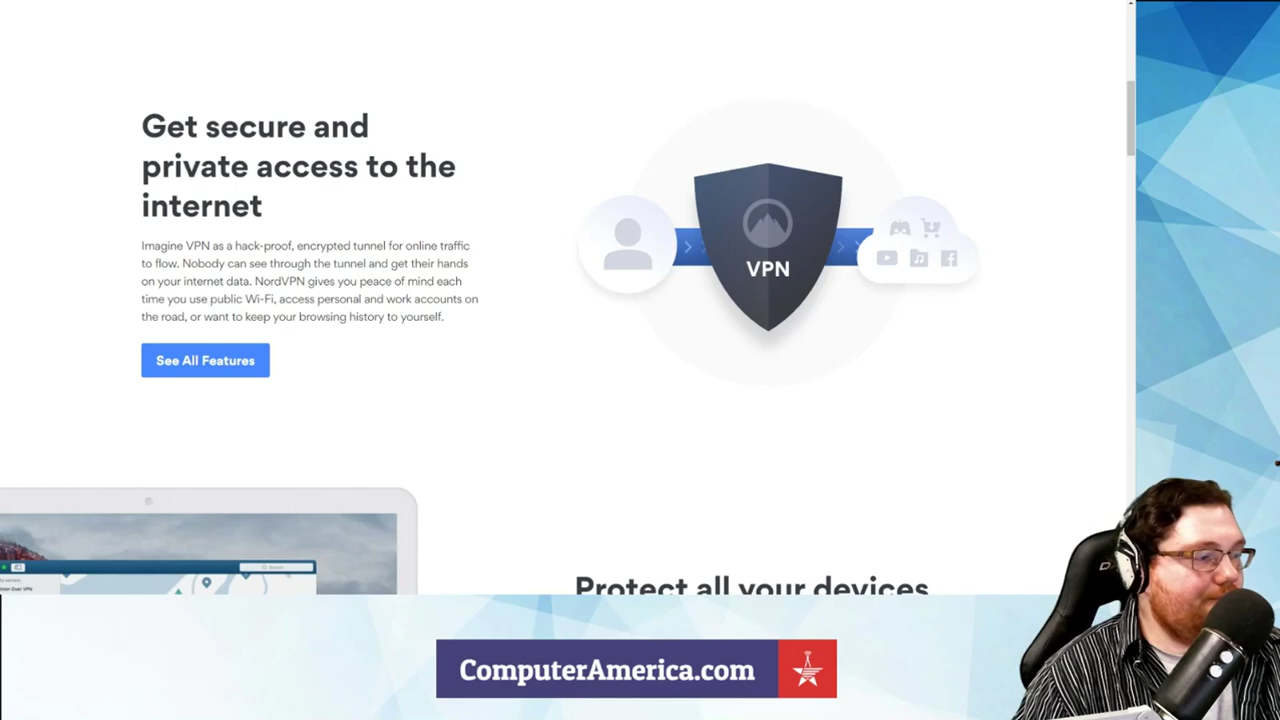 Get secure and
private access to the
internet
Imagine VPN as a hack-proof, encrypted tunnel for online traffic
to flow. Nobody can see through the tunnel and get their hands
on your internet data. NordVPN gives you peace of mind each
time you use public Wi-Fi, access personal and work accounts on
the road, or want to keep your browsing history to yourself.
See All Features
VPN
Protect all your devices
ComputerAmerica.com